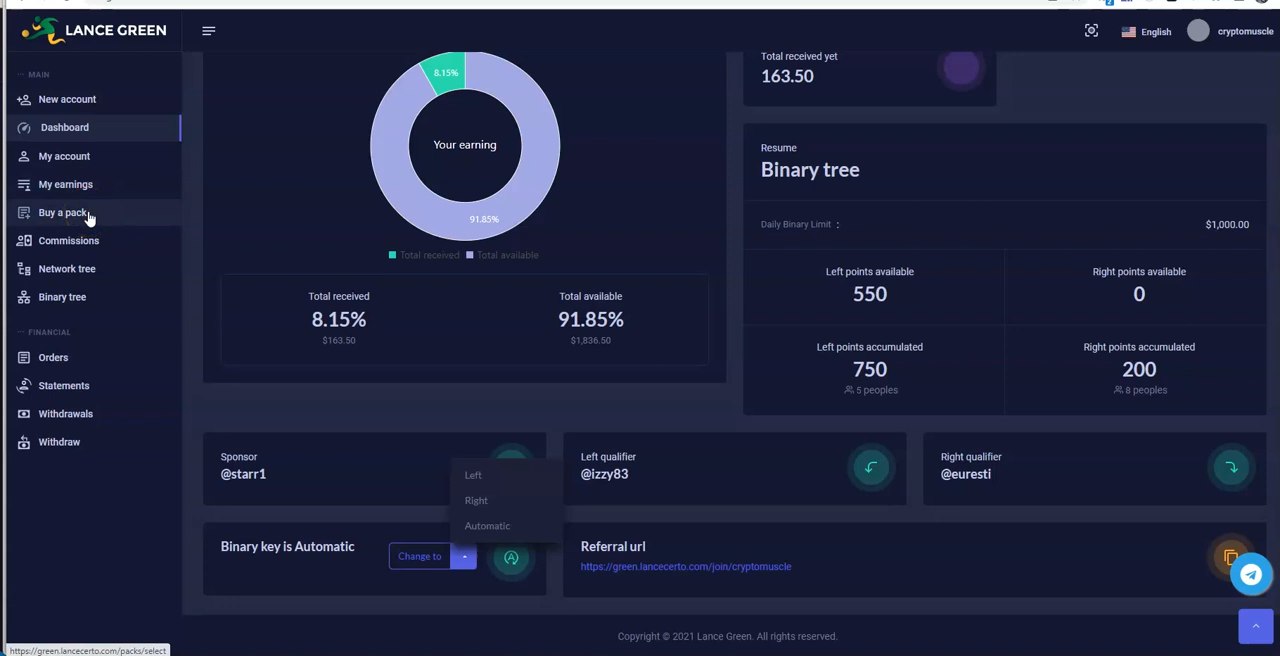 LANCE GREEN
English
cryptomuscle
MAIN
New account
Dashboard
My account
My earnings
Buy a pack
Commissions
Network tree
Binary tree
FINANCIAL
Orders
Statements
Withdrawals
Withdraw
8.15%
Your earning
91.85%
Total received
Total available
Total received
8.15%
$163.50
Total available
91.85%
$1,836.50
Total received yet
163.50
Resume
Binary tree
Daily Binary Limit :
$1,000.00
Left points available
550
Right points available
0
Left points accumulated
750
5 peoples
Right points accumulated
200
8 peoples
Sponsor
@starr1
Left
Right
Automatic
Left qualifier
@izzy83
Right qualifier
@euresti
Binary key is Automatic
Change to
Referral url
https://green.lancecerto.com/join/cryptomuscle
Copyright © 2021 Lance Green. All rights reserved.
https://green.lancecerto.com/packs/select